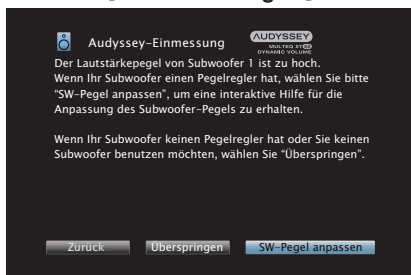 Audyssey-Einmessung
AUDYSSEY
MULTEQ XT32
DYNAMIC VOLUME
Der Lautstärkepegel von Subwoofer 1 ist zu hoch.
Wenn Ihr Subwoofer einen Pegelregler hat, wählen Sie bitte
"SW-Pegel anpassen", um eine interaktive Hilfe für die
Anpassung des Subwoofer-Pegels zu erhalten.
Wenn Ihr Subwoofer keinen Pegelregler hat oder Sie keinen
Subwoofer benutzen möchten, wählen Sie "Überspringen".
Zurück
Überspringen
SW-Pegel anpassen